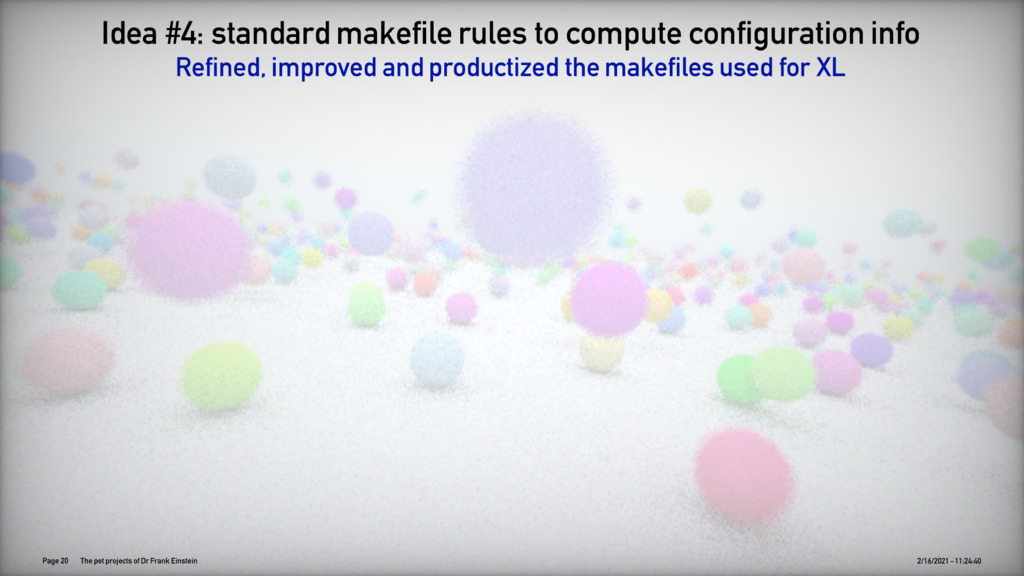 Idea #4: standard makefile rules to compute configuration info
Refined, improved and productized the makefiles used for XL
Page 20 The pet projects of Dr Frank Einstein
2/16/2021 - 11:24:40